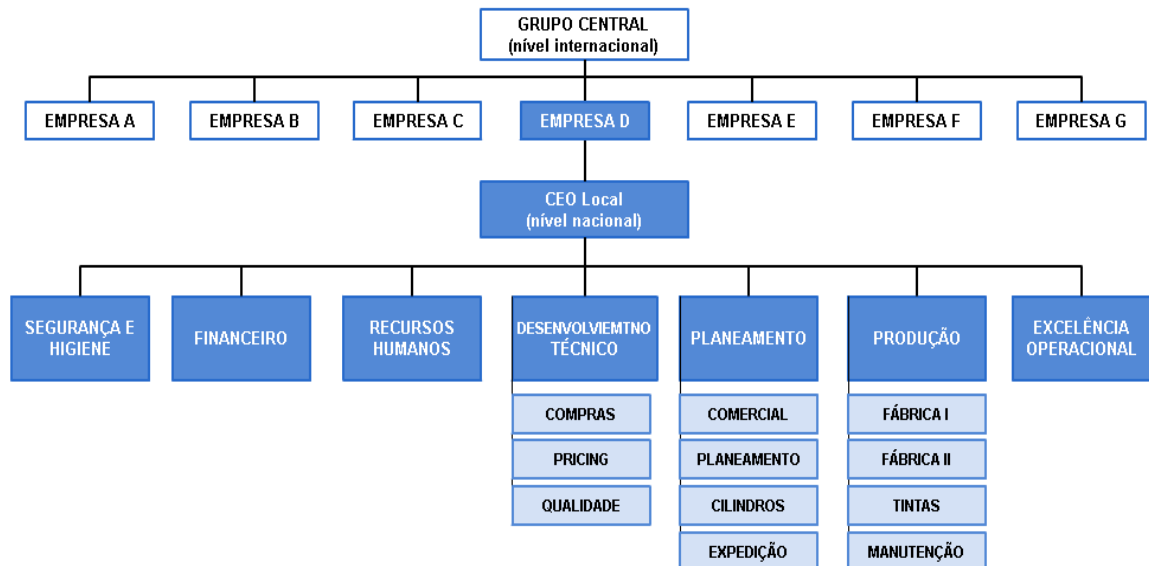 GRUPO CENTRAL
(nível internacional)
EMPRESA A
EMPRESA B
EMPRESA C
EMPRESA D
EMPRESA E
EMPRESA F
EMPRESA G
CEO Local
(nível nacional)
SEGURANÇA E
HIGIENE
FINANCEIRO
RECURSOS
HUMANOS
DESENVOLVIEMTNO
TÉCNICO
PLANEAMENTO
PRODUÇÃO
EXCELÊNCIA
OPERACIONAL
COMPRAS
COMERCIAL
FÁBRICA I
PRICING
PLANEAMENTO
FÁBRICA II
QUALIDADE
CILINDROS
TINTAS
EXPEDIÇÃO
MANUTENÇÃO